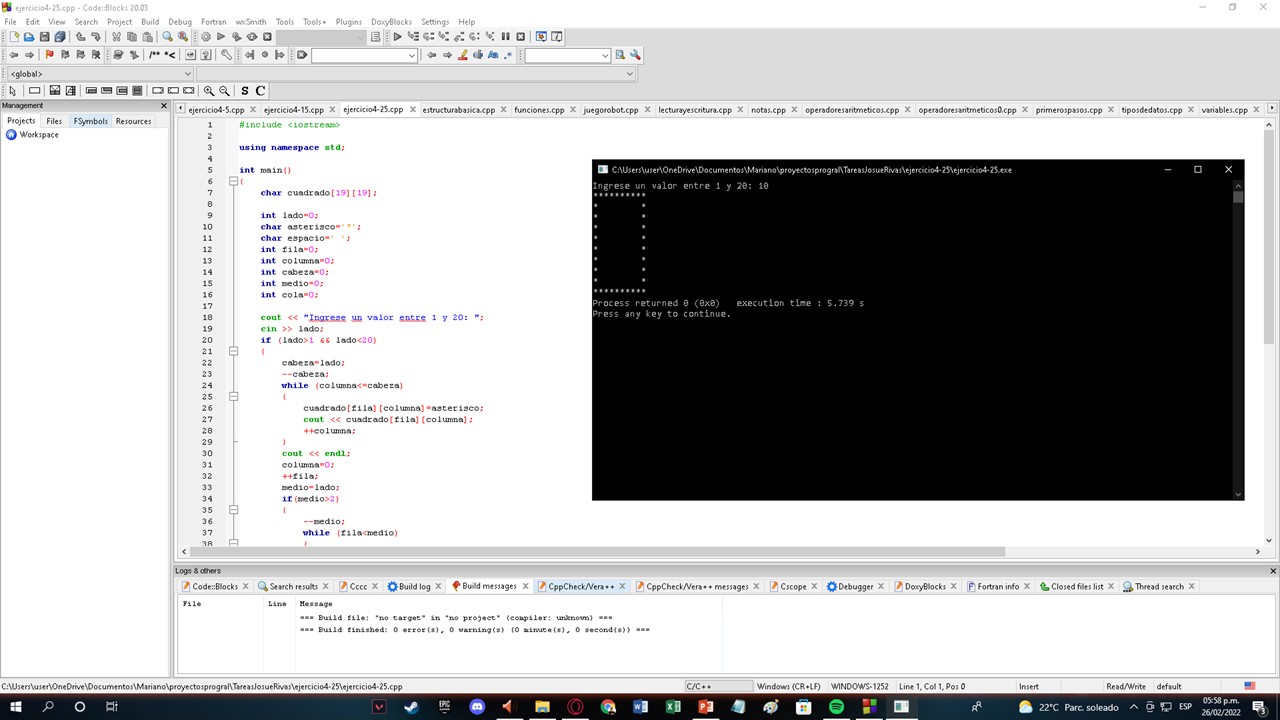 ejercicio4-25.cpp - Code::Blocks 20.03
File Edit View Search Project Build Debug Fortran wxSmith Tools Tools+ Plugins DoxyBlocks Settings Help
/** *<
<global>
S C
Management
Projects Files FSymbols Resources
Workspace
ejercicio4-5.cpp ejercicio4-15.cpp ejercicio4-25.cpp estructurabasica.cpp funciones.cpp juegorobot.cpp lecturayescritura.cpp notas.cpp operadoresaritmeticos.cpp operadoresaritmeticos0.cpp primerospasos.cpp tiposdedatos.cpp variables.cpp
1 #include <iostream>
2
3 using namespace std;
4
5 int main()
6 {
7 char cuadrado[19][19];
8
9 int lado=0;
10 char asterisco='*';
11 char espacio=' ';
12 int fila=0;
13 int columna=0;
14 int cabeza=0;
15 int medio=0;
16 int cola=0;
17
18 cout << "Ingrese un valor entre 1 y 20: ";
19 cin >> lado;
20 if (lado>1 && lado<20)
21 {
22 cabeza=lado;
23 --cabeza;
24 while (columna<=cabeza)
25 {
26 cuadrado[fila][columna]=asterisco;
27 cout << cuadrado[fila][columna];
28 ++columna;
29 }
30 cout << endl;
31 columna=0;
32 ++fila;
33 medio=lado;
34 if(medio>2)
35 {
36 --medio;
37 while (fila<medio)
38 {
C:\Users\user\OneDrive\Documentos\Mariano\proyectosprogral\TareasJosueRivas\ejercicio4-25\ejercicio4-25.exe
Ingrese un valor entre 1 y 20: 10
**********
*        *
*        *
*        *
*        *
*        *
*        *
*        *
*        *
**********
Process returned 0 (0x0)   execution time : 5.739 s
Press any key to continue.
Logs & others
Code::Blocks Search results Cccc Build log Build messages CppCheck/Vera++ CppCheck/Vera++ messages Cscope Debugger DoxyBlocks Fortran info Closed files list Thread search
File Line Message
=== Build file: "no target" in "no project" (compiler: unknown) ===
=== Build finished: 0 error(s), 0 warning(s) (0 minute(s), 0 second(s)) ===
C:\Users\user\OneDrive\Documentos\Mariano\proyectosprogral\TareasJosueRivas\ejercicio4-25\ejercicio4-25.cpp C/C++ Windows (CR+LF) WINDOWS-1252 Line 1, Col 1, Pos 0 Insert Read/Write default
22°C Parc. soleado ESP 05:58 p.m.
26/02/2022